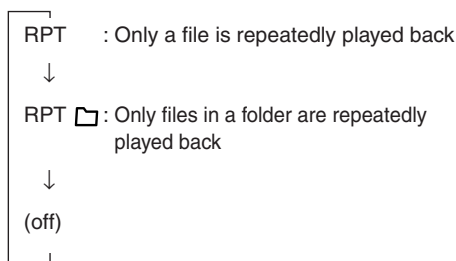 RPT : Only a file is repeatedly played back
↓
RPT : Only files in a folder are repeatedly
played back
↓
(off)